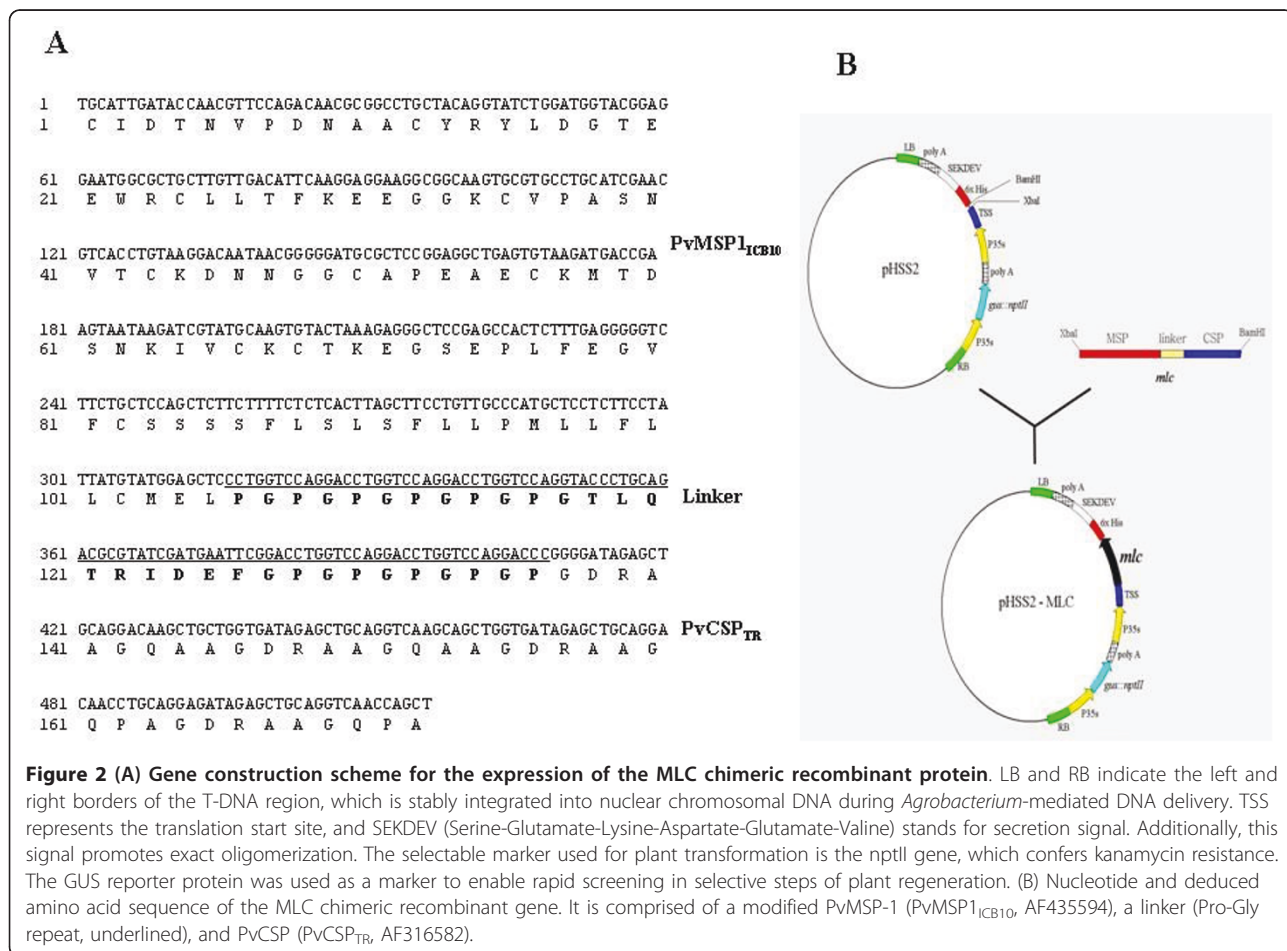 A
1 TGCATTGATACCAACGTTCCAGACAACGCGGCCTGCTACAGGTATCTGGATGGTACGGAG
1 C I D T N V P D N A A C Y R Y L D G T E
61 GAATGGCGCTGCTTGTTGACATTCAAGGAGGAAGGCGGCAAGTGCGTGCCTGCATCGAAC
21 E W R C L L T F K E E G G K C V P A S N
121 GTCACCTGTAAGGACAATAACGGGGGATGCGCTCCGGAGGCTGAGTGTAAGATGACCGA
41 V T C K D N N G G C A P E A E C K M T D
PvMSP1ICB10
181 AGTAATAAGATCGTATGCAAGTGTACTAAAGAGGGCTCCGAGCCACTCTTTGAGGGGGTC
61 S N K I V C K C T K E G S E P L F E G V
241 TTCTGCTCCAGCTCTTCTTTTCTCTCACTTAGCTTCCTGTTGCCCATGCTCCTCTTCCTA
81 F C S S S S F L S L S F L L P M L L F L
301 TTATGTATGGAGCTCCCTGGTCCAGGACCTGGTCCAGGACCTGGTCCAGGTACCCTGCAG
101 L C M E L P G P G P G P G P G P G T L Q
Linker
361 ACGCGTATCGATGAATTCGGACCTGGTCCAGGACCTGGTCCAGGACCCGGGGATAGAGCT
121 T R I D E F G P G P G P G P G P G D R A
421 GCAGGACAAGCTGCTGGTGATAGAGCTGCAGGTCAAGCAGCTGGTGATAGAGCTGCAGGA
141 A G Q A A G D R A A G Q A A G D R A A G
PvCSPTR
481 CAACCTGCAGGAGATAGAGCTGCAGGTCAACCAGCT
161 Q P A G D R A A G Q P A
B
LB
poly A
SEKDEV
6x His
BamHI
XbaI
TSS
P35s
poly A
gus::nptII
P35s
RB
pHSS2
XbaI MSP linker CSP BamHI
mlc
LB
poly A
SEKDEV
6x His
mlc
TSS
P35s
poly A
gus::nptII
P35s
RB
pHSS2 - MLC
Figure 2 (A) Gene construction scheme for the expression of the MLC chimeric recombinant protein. LB and RB indicate the left and
right borders of the T-DNA region, which is stably integrated into nuclear chromosomal DNA during Agrobacterium-mediated DNA delivery. TSS
represents the translation start site, and SEKDEV (Serine-Glutamate-Lysine-Aspartate-Glutamate-Valine) stands for secretion signal. Additionally, this
signal promotes exact oligomerization. The selectable marker used for plant transformation is the nptII gene, which confers kanamycin resistance.
The GUS reporter protein was used as a marker to enable rapid screening in selective steps of plant regeneration. (B) Nucleotide and deduced
amino acid sequence of the MLC chimeric recombinant gene. It is comprised of a modified PvMSP-1 (PvMSP1ICB10, AF435594), a linker (Pro-Gly
repeat, underlined), and PvCSP (PvCSPTR, AF316582).